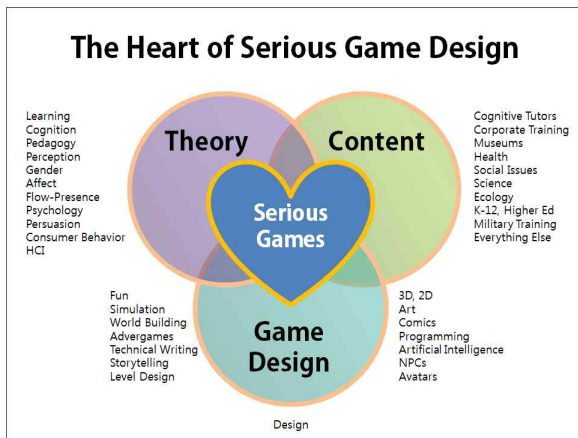 The Heart of Serious Game Design
Learning
Cognition
Pedagogy
Perception
Gender
Affect
Flow-Presence
Psychology
Persuasion
Consumer Behavior
HCI
Theory
Content
Cognitive Tutors
Corporate Training
Museums
Health
Social Issues
Science
Ecology
K-12, Higher Ed
Military Training
Everything Else
Serious
Games
Fun
Simulation
World Building
Advergames
Technical Writing
Storytelling
Level Design
Game
Design
3D, 2D
Art
Comics
Programming
Artificial Intelligence
NPCs
Avatars
Design